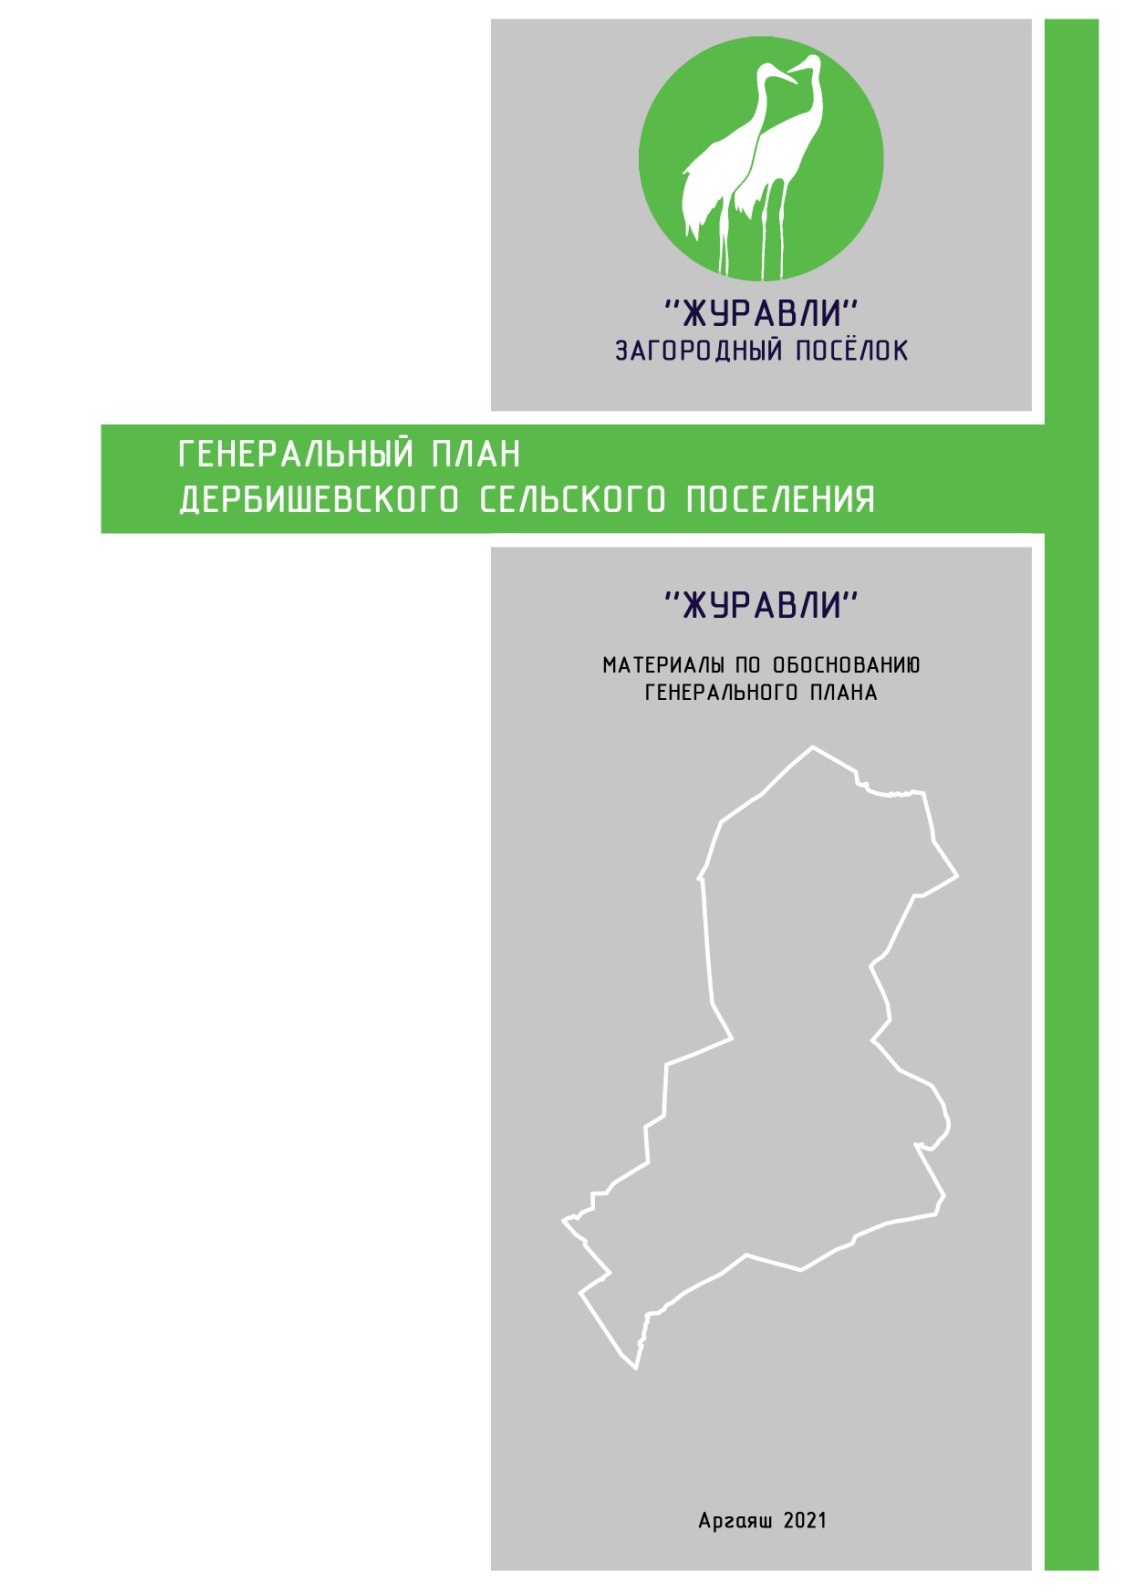 "ЖУРАВЛИ"
ЗАГОРОДНЫЙ ПОСЁЛОК
ГЕНЕРАЛЬНЫЙ ПЛАН
ДЕРБИШЕВСКОГО СЕЛЬСКОГО ПОСЕЛЕНИЯ
"ЖУРАВЛИ"
МАТЕРИАЛЫ ПО ОБОСНОВАНИЮ
ГЕНЕРАЛЬНОГО ПЛАНА
Аргаяш 2021